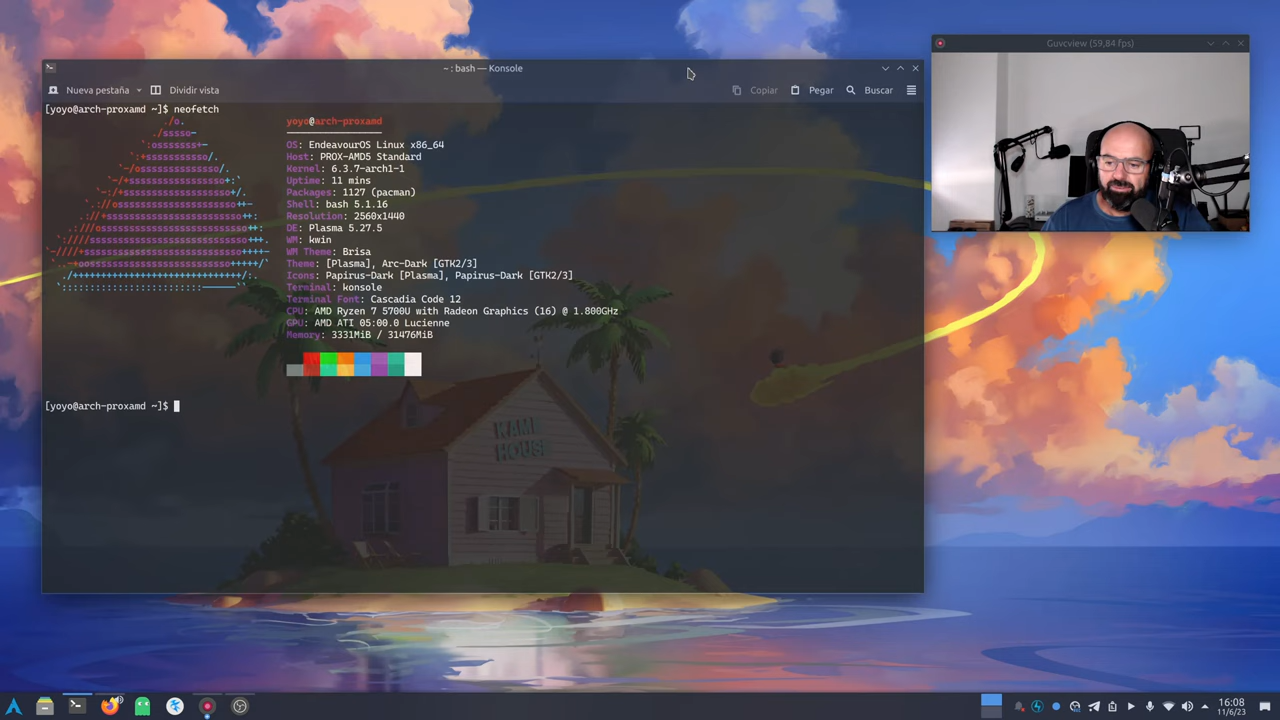 ~ : bash — Konsole
Nueva pestaña
Dividir vista
Copiar
Pegar
Buscar
[yoyo@arch-proxamd ~]$ neofetch
yoyo@arch-proxamd
OS: EndeavourOS Linux x86_64
Host: PROX-AMD5 Standard
Kernel: 6.3.7-arch1-1
Uptime: 11 mins
Packages: 1127 (pacman)
Shell: bash 5.1.16
Resolution: 2560x1440
DE: Plasma 5.27.5
WM: kwin
WM Theme: Brisa
Theme: [Plasma], Arc-Dark [GTK2/3]
Icons: Papirus-Dark [Plasma], Papirus-Dark [GTK2/3]
Terminal: konsole
Terminal Font: Cascadia Code 12
CPU: AMD Ryzen 7 5700U with Radeon Graphics (16) @ 1.800GHz
GPU: AMD ATI 05:00.0 Lucienne
Memory: 3331MiB / 31476MiB
[yoyo@arch-proxamd ~]$
KAME
HOUSE
Guvcview (59,84 fps)
16:08
11/6/23